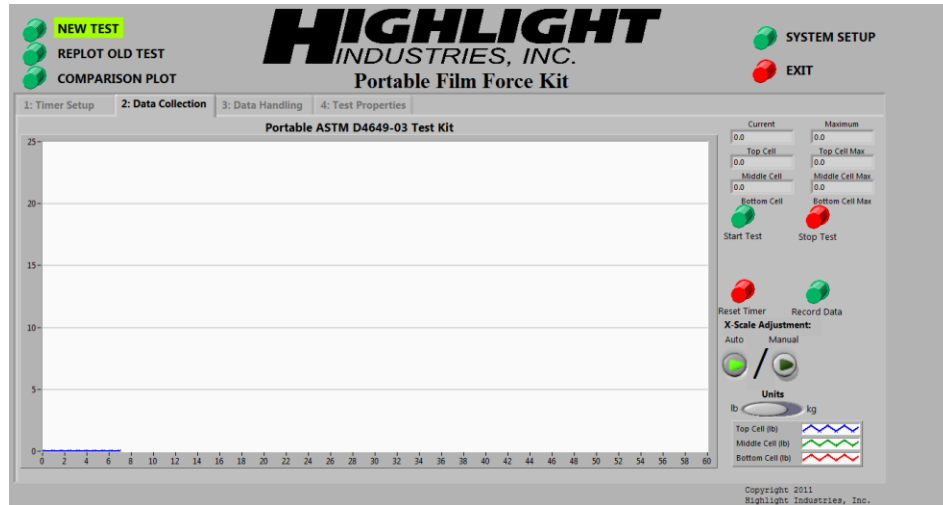 NEW TEST
REPLOT OLD TEST
COMPARISON PLOT
HIGHLIGHT
INDUSTRIES, INC.
Portable Film Force Kit
SYSTEM SETUP
EXIT
1: Timer Setup 2: Data Collection 3: Data Handling 4: Test Properties
Portable ASTM D4649-03 Test Kit
25
20
15
10
5
0
0 2 4 6 8 10 12 14 16 18 20 22 24 26 28 30 32 34 36 38 40 42 44 46 48 50 52 54 56 58 60
Current Maximum
0.0 0.0
Top Cell Top Cell Max
0.0 0.0
Middle Cell Middle Cell Max
0.0 0.0
Bottom Cell Bottom Cell Max
Start Test Stop Test
Reset Timer Record Data
X-Scale Adjustment:
Auto Manual
/
Units
lb kg
Top Cell (lb)
Middle Cell (lb)
Bottom Cell (lb)
Copyright 2011
Highlight Industries, Inc.